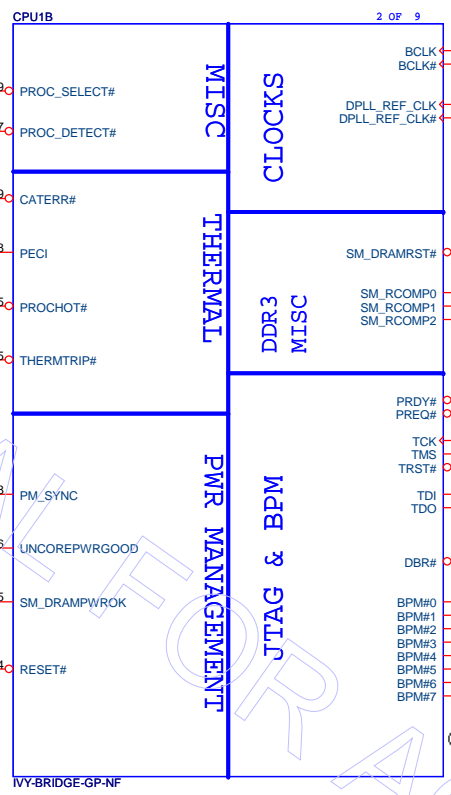 CPU1B
2 OF 9
MISC
PROC_SELECT#
PROC_DETECT#
THERMAL
CATERR#
PECI
PROCHOT#
THERMTRIP#
PWR MANAGEMENT
PM_SYNC
UNCOREPWRGOOD
SM_DRAMPWROK
RESET#
CLOCKS
BCLK
BCLK#
DPLL_REF_CLK
DPLL_REF_CLK#
DDR3
MISC
SM_DRAMRST#
SM_RCOMP0
SM_RCOMP1
SM_RCOMP2
JTAG & BPM
PRDY#
PREQ#
TCK
TMS
TRST#
TDI
TDO
DBR#
BPM#0
BPM#1
BPM#2
BPM#3
BPM#4
BPM#5
BPM#6
BPM#7
IVY-BRIDGE-GP-NF